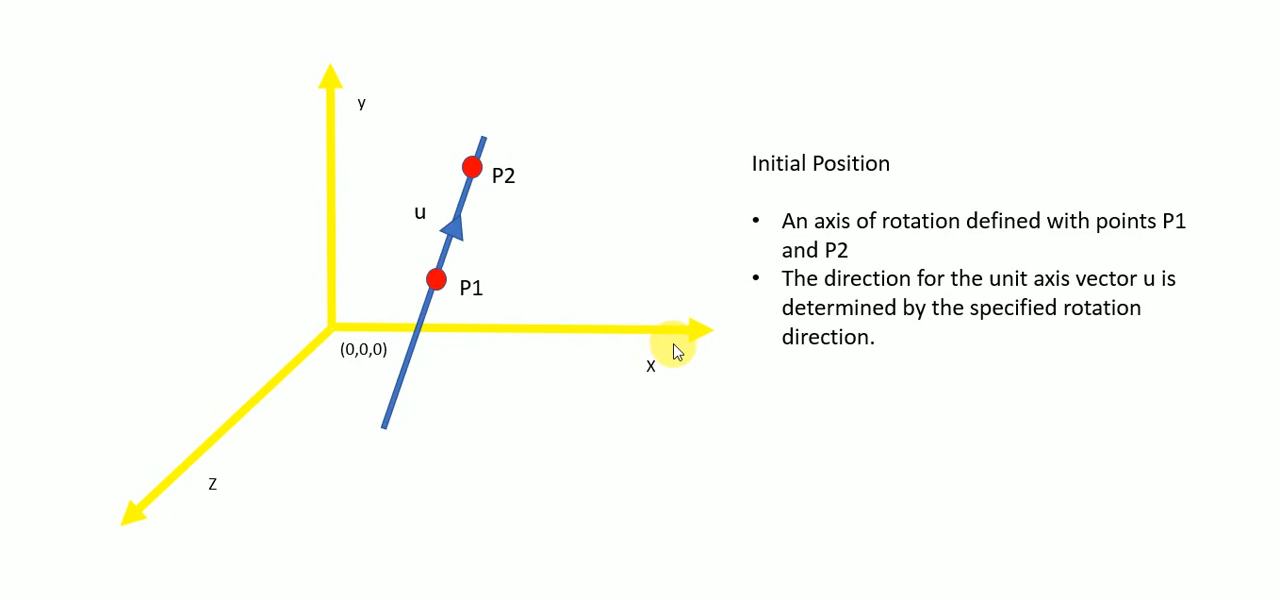 y
P2
u
P1
(0,0,0)
X
Z
Initial Position
• An axis of rotation defined with points P1
and P2
• The direction for the unit axis vector u is
determined by the specified rotation
direction.